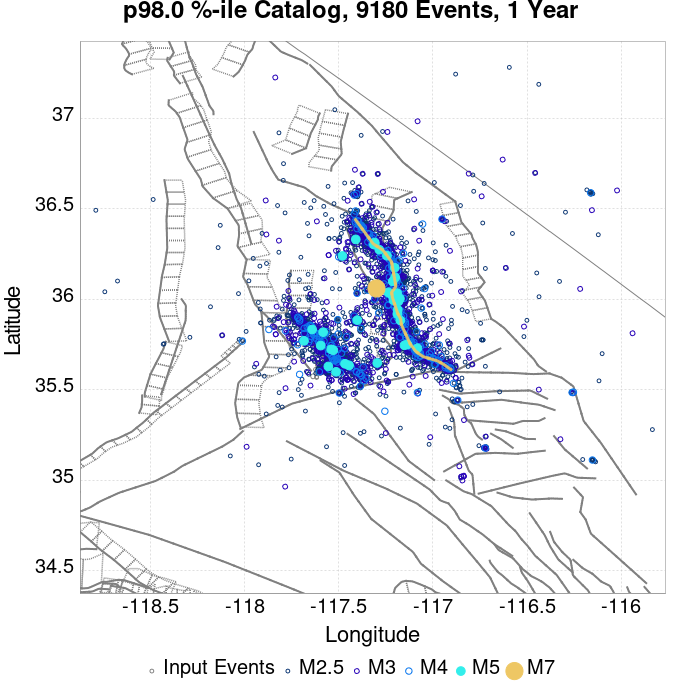 p98.0 %-ile Catalog, 9180 Events, 1 Year
Latitude
37
36.5
36
35.5
35
34.5
-118.5 -118 -117.5 -117 -116.5 -116
Longitude
Input Events M2.5 M3 M4 M5 M7